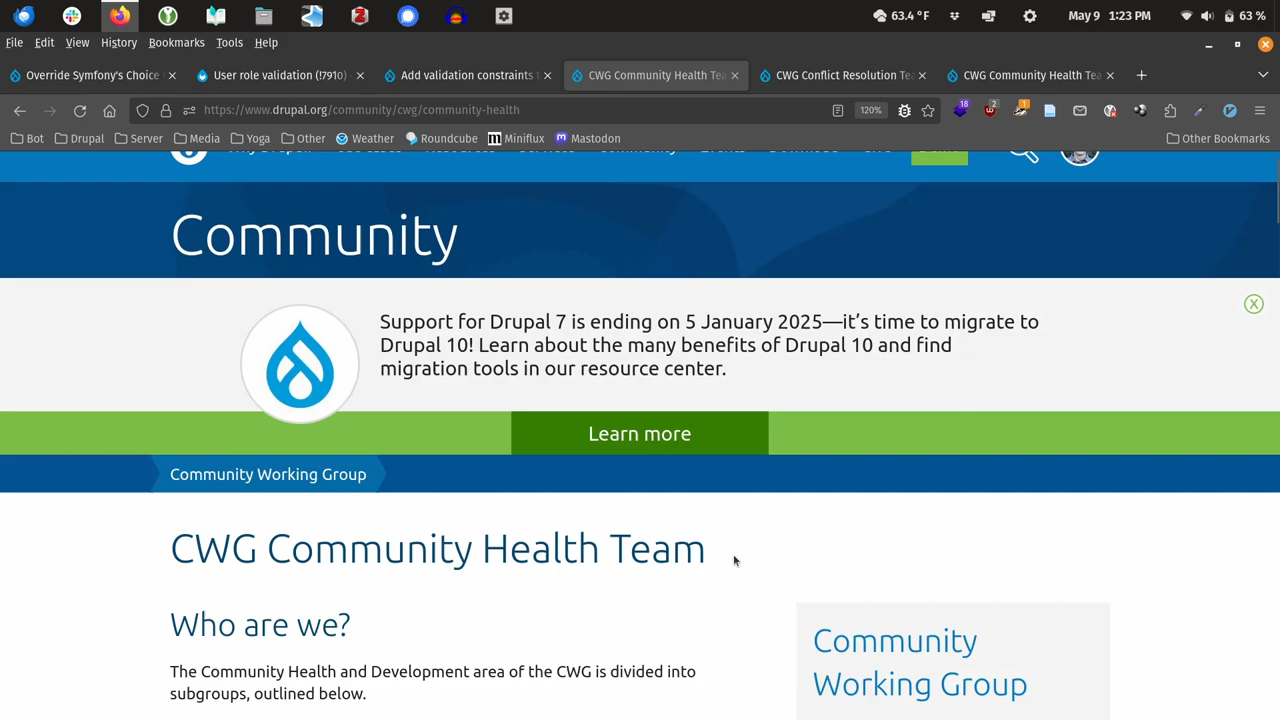 63.4 °F
May 9 1:23 PM
63 %
File Edit View History Bookmarks Tools Help
Override Symfony's Choice
User role validation (!7910)
Add validation constraints t
CWG Community Health Tea
CWG Conflict Resolution Tea
CWG Community Health Tea
https://www.drupal.org/community/cwg/community-health
120%
18
2
1
Bot Drupal Server Media Yoga Other Weather Roundcube Miniflux Mastodon Other Bookmarks
Community
Support for Drupal 7 is ending on 5 January 2025—it's time to migrate to
Drupal 10! Learn about the many benefits of Drupal 10 and find
migration tools in our resource center.
Learn more
Community Working Group
CWG Community Health Team
Who are we?
The Community Health and Development area of the CWG is divided into
subgroups, outlined below.
Community
Working Group